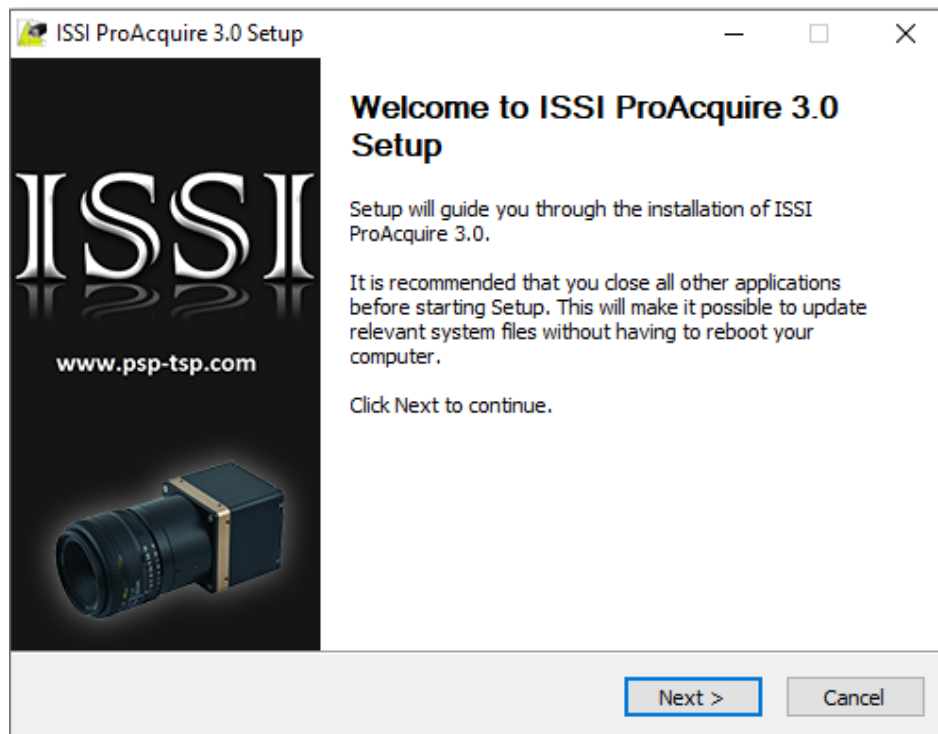 ISSI ProAcquire 3.0 Setup
ISSI
www.psp-tsp.com
Welcome to ISSI ProAcquire 3.0
Setup
Setup will guide you through the installation of ISSI
ProAcquire 3.0.
It is recommended that you close all other applications
before starting Setup. This will make it possible to update
relevant system files without having to reboot your
computer.
Click Next to continue.
Next >
Cancel